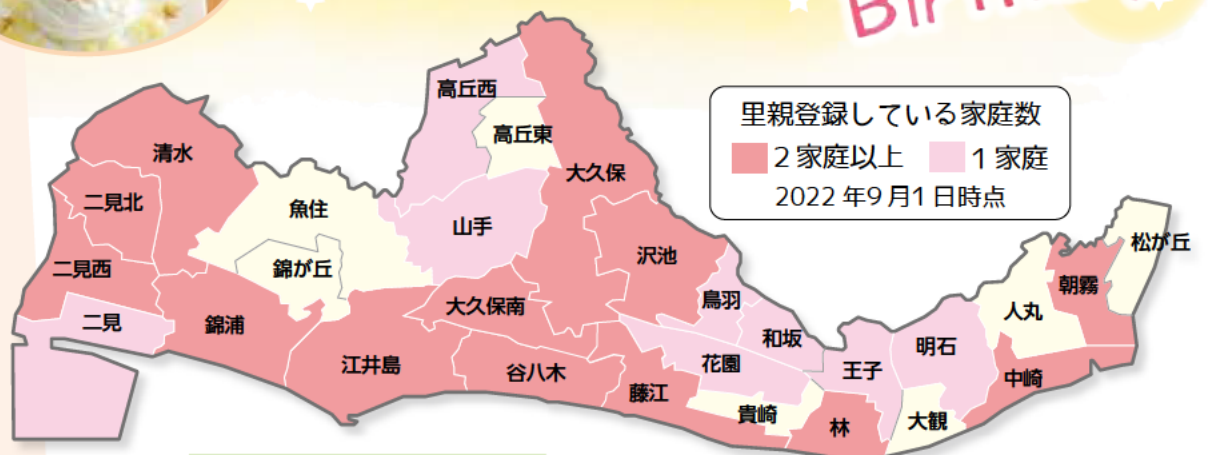 Bir
里親登録している家庭数
2家庭以上 1家庭
2022年9月1日時点
高丘西
高丘東
清水
大久保
二見北
魚住
山手
松が丘
沢池
二見西
錦が丘
朝霧
鳥羽
大久保南
人丸
二見
錦浦
和坂
明石
花園
江井島
谷八木
王子
中崎
藤江
貴崎
大観
林